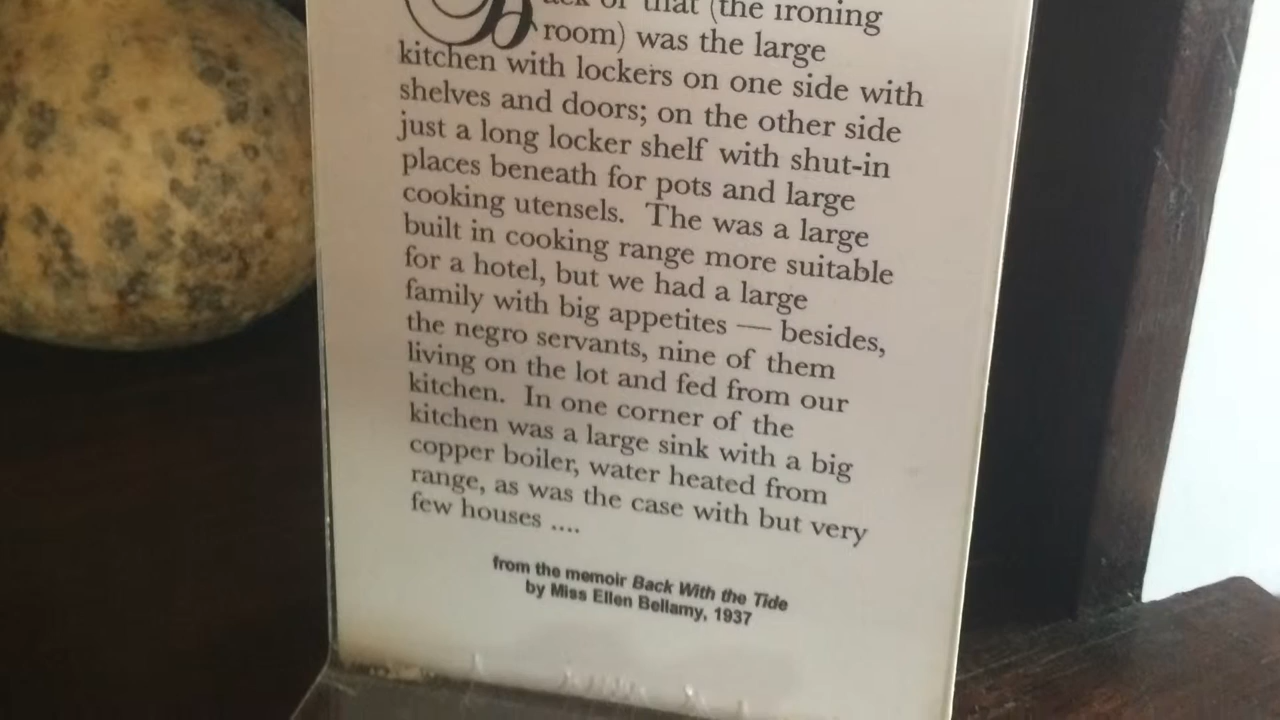 Back of that (the ironing
room) was the large
kitchen with lockers on one side with
shelves and doors; on the other side
just a long locker shelf with shut-in
places beneath for pots and large
cooking utensels. The was a large
built in cooking range more suitable
for a hotel, but we had a large
family with big appetites — besides,
the negro servants, nine of them
living on the lot and fed from our
kitchen. In one corner of the
kitchen was a large sink with a big
copper boiler, water heated from
range, as was the case with but very
few houses ....
from the memoir Back With the Tide
by Miss Ellen Bellamy, 1937